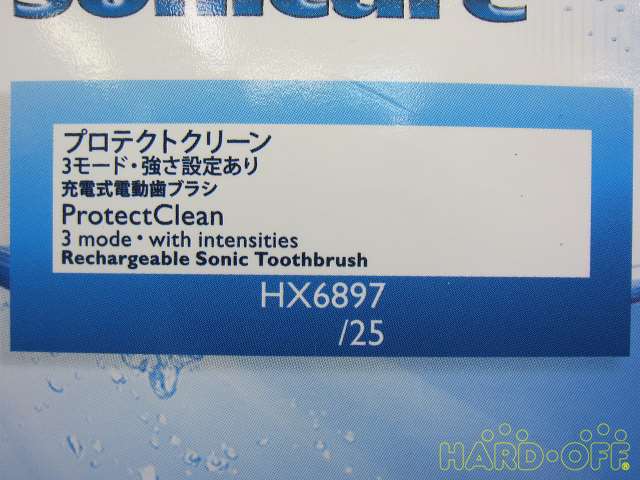 sonicare
プロテクトクリーン
3モード・強さ設定あり
充電式電動歯ブラシ
ProtectClean
3 mode・with intensities
Rechargeable Sonic Toothbrush
HX6897
/25
HARD・OFF®